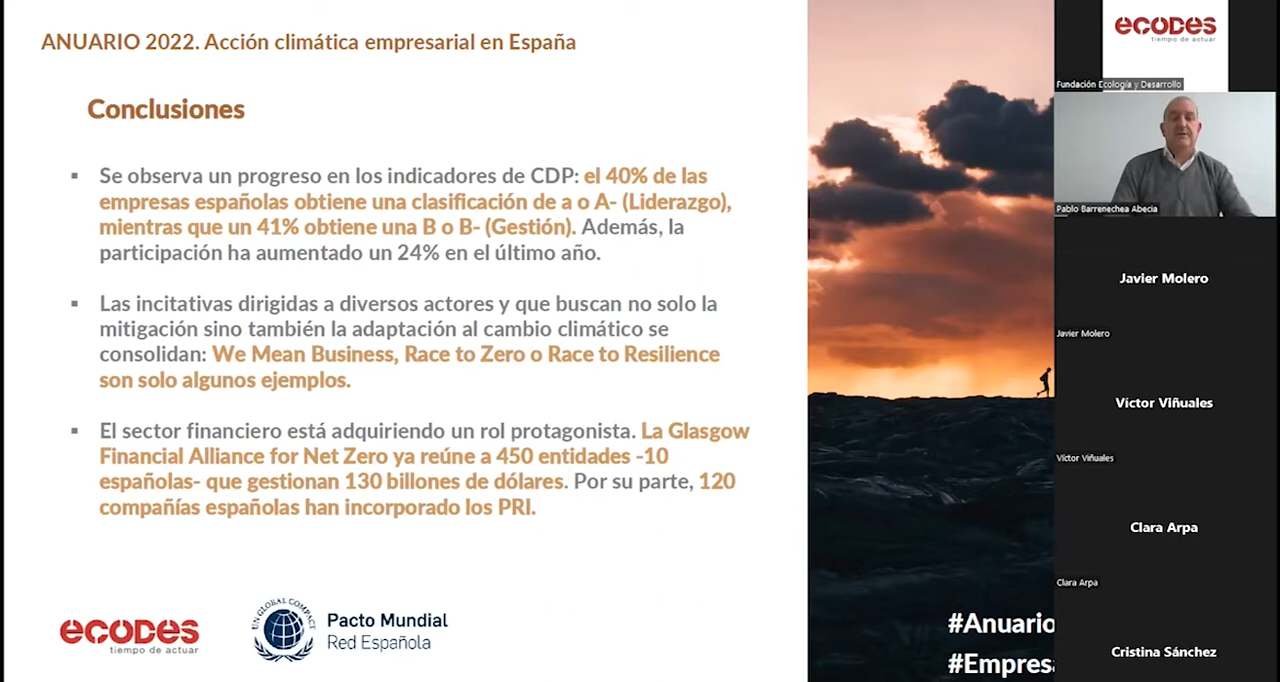 ANUARIO 2022. Acción climática empresarial en España
Conclusiones
▪ Se observa un progreso en los indicadores de CDP: el 40% de las
empresas españolas obtiene una clasificación de a o A- (Liderazgo),
mientras que un 41% obtiene una B o B- (Gestión). Además, la
participación ha aumentado un 24% en el último año.
▪ Las incitativas dirigidas a diversos actores y que buscan no solo la
mitigación sino también la adaptación al cambio climático se
consolidan: We Mean Business, Race to Zero o Race to Resilience
son solo algunos ejemplos.
▪ El sector financiero está adquiriendo un rol protagonista. La Glasgow
Financial Alliance for Net Zero ya reúne a 450 entidades -10
españolas- que gestionan 130 billones de dólares. Por su parte, 120
compañías españolas han incorporado los PRI.
ecodes
tiempo de actuar
UN GLOBAL COMPACT
Pacto Mundial
Red Española
#Anuario
#Empresa
ecodes
tiempo de actuar
Fundación Ecología y Desarrollo
Pablo Barrenechea Abecia
Javier Molero
Javier Molero
Víctor Viñuales
Víctor Viñuales
Clara Arpa
Clara Arpa
Cristina Sánchez